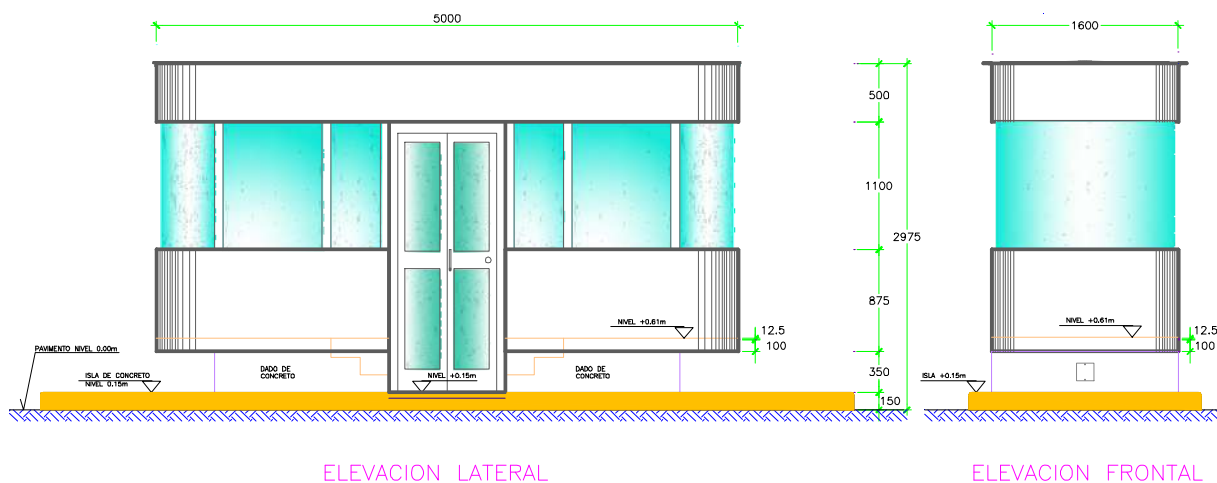 5000
1600
500
1100
2975
875
NIVEL +0.61m
12.5
100
NIVEL +0.61m
12.5
100
PAVIMENTO NIVEL 0.00m
ISLA DE CONCRETO
NIVEL 0.15m
DADO DE
CONCRETO
NIVEL +0.15m
DADO DE
CONCRETO
350
150
ISLA +0.15m
ELEVACION LATERAL
ELEVACION FRONTAL